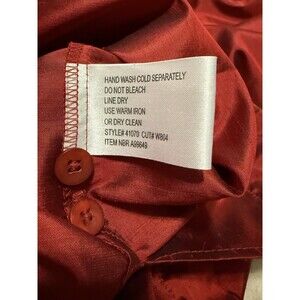 HAND WASH COLD SEPARATELY
DO NOT BLEACH
LINE DRY
USE WARM IRON
OR DRY CLEAN
STYLE# 41070 CUT# W804
ITEM NBR A99649